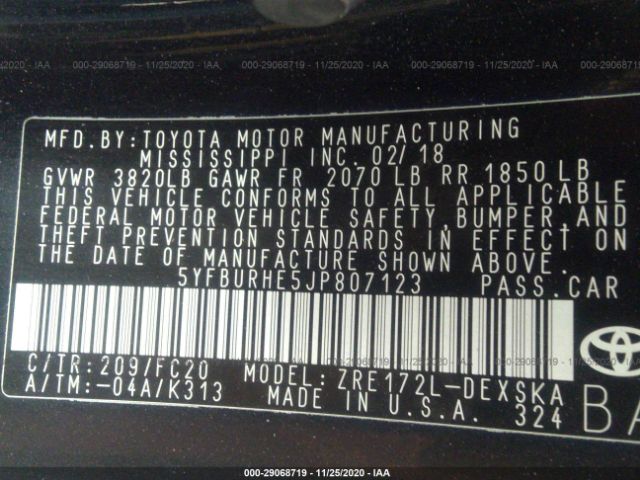 000-29068719 - 11/25/2020 - IAA
MFD.BY:TOYOTA MOTOR MANUFACTURING
MISSISSIPPI INC. 02/18
GVWR 3820LB GAWR FR 2070 LB RR 1850 LB
THIS VEHICLE CONFORMS TO ALL APPLICABLE
FEDERAL MOTOR VEHICLE SAFETY,BUMPER,AND
THEFT PREVENTION STANDARDS IN EFFECT ON
THE DATE OF MANUFACTURE SHOWN ABOVE.
5YFBURHE5JP807123 PASS.CAR
C/TR:209/FC20 MODEL:ZRE172L-DEXSKA
A/TM:-04A/K313 MADE IN U.S.A. 324
BA
000-29068719 - 11/25/2020 - IAA